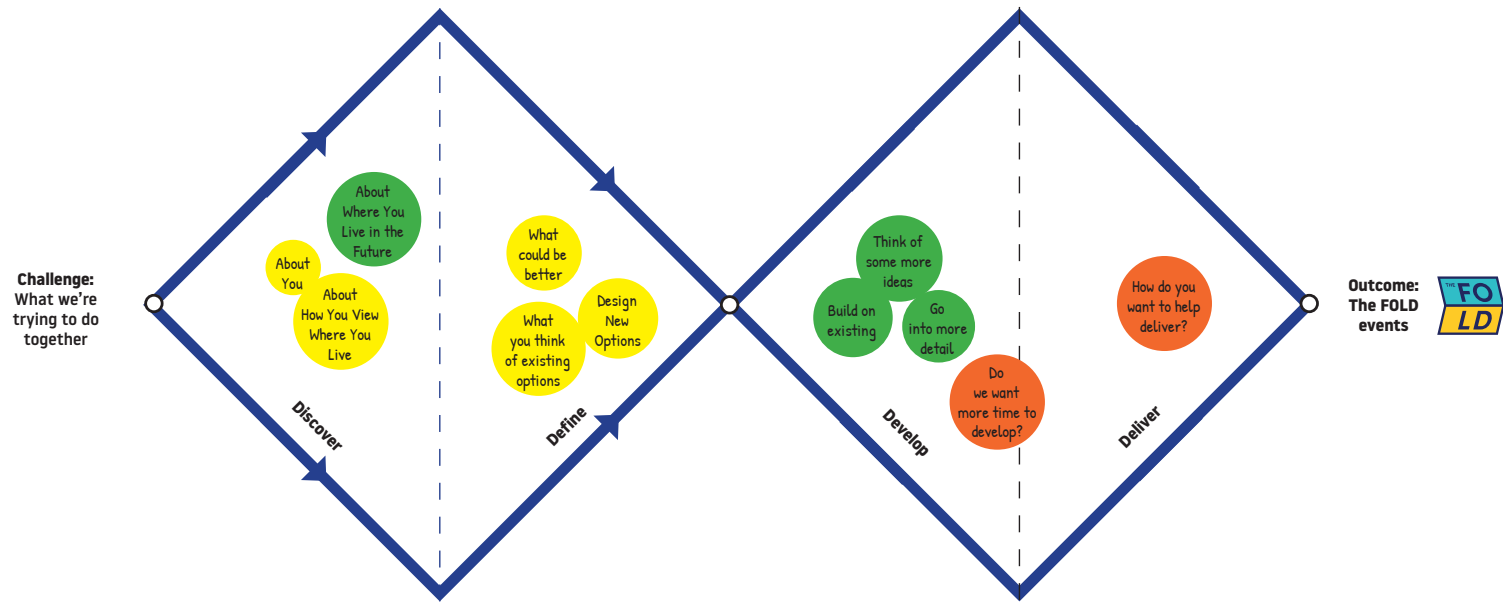 Challenge:
What we're
trying to do
together
About
Where You
Live in the
Future
About
You
About
How You View
Where You
Live
Discover
What
could be
better
Design
New
Options
What
you think
of existing
options
Define
Think of
some more
ideas
Build on
existing
Go
into more
detail
Do
we want
more time to
develop?
Develop
How do you
want to help
deliver?
Deliver
Outcome:
The FOLD
events
THE
FO
LD